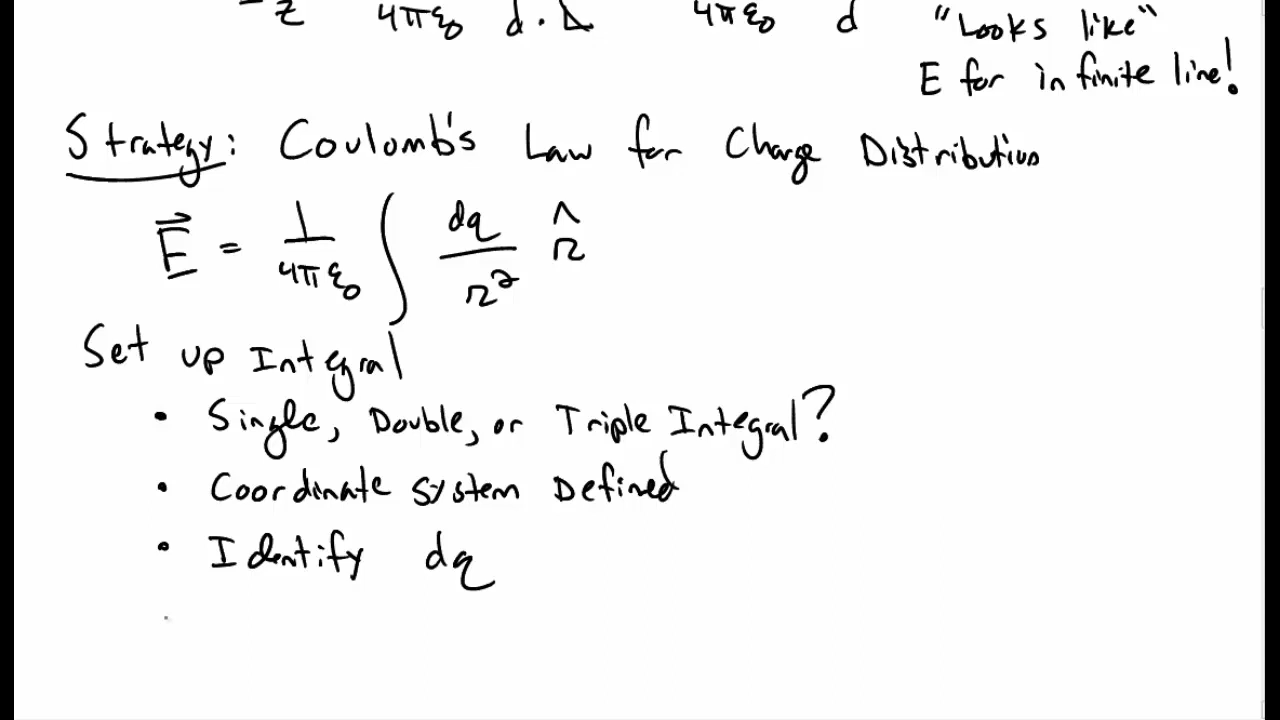 z 4πε₀ d · L 4πε₀ d "Looks like"
E for infinite line!
Strategy: Coulomb's Law for Charge Distribution
E⃗ = 1/4πε₀ ∫ dq/r² r̂
Set up Integral
• Single, Double, or Triple Integral?
• Coordinate System Defined
• Identify dq